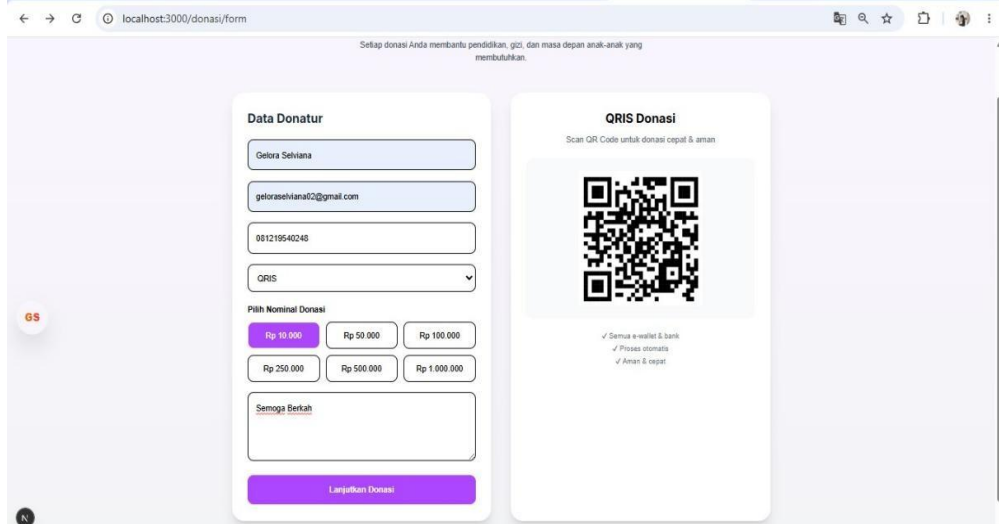 localhost:3000/donasi/form
Setiap donasi Anda membantu pendidikan, gizi, dan masa depan anak-anak yang
membutuhkan.
Data Donatur
Gelora Selviana
geloraselviana02@gmail.com
081219540248
QRIS
Pilih Nominal Donasi
Rp 10.000
Rp 50.000
Rp 100.000
Rp 250.000
Rp 500.000
Rp 1.000.000
Semoga Berkah
Lanjutkan Donasi
QRIS Donasi
Scan QR Code untuk donasi cepat & aman
✓ Semua e-wallet & bank
✓ Proses otomatis
✓ Aman & cepat
GS
N